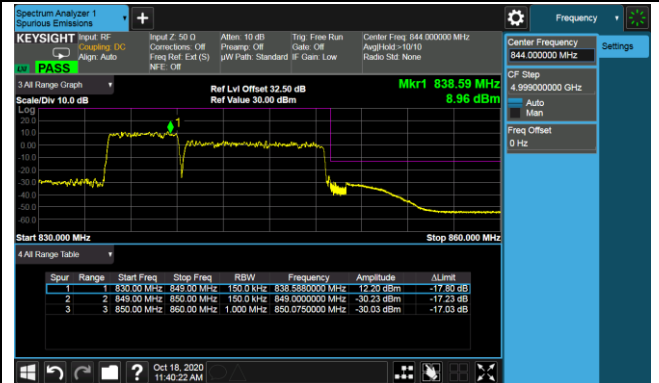 Spectrum Analyzer 1
Spurious Emissions
Frequency
KEYSIGHT
Input: RF
Coupling: DC
Align: Auto
Input Z: 50 Ω
Corrections: Off
Freq Ref: Ext (S)
NFE: Off
Atten: 10 dB
Preamp: Off
µW Path: Standard
Trig: Free Run
Gate: Off
IF Gain: Low
Center Freq: 844.000000 MHz
Avg|Hold:>10/10
Radio Std: None
LXI
PASS
Center Frequency
844.000000 MHz
Settings
CF Step
4.999000000 GHz
Auto
Man
Freq Offset
0 Hz
3 All Range Graph
Scale/Div 10.0 dB
Ref Lvl Offset 32.50 dB
Ref Value 30.00 dBm
Mkr1 838.59 MHz
8.96 dBm
Log
20.0
10.0
0.00
-10.0
-20.0
-30.0
-40.0
-50.0
-60.0
1
Start 830.000 MHz
Stop 860.000 MHz
4 All Range Table
Spur Range Start Freq Stop Freq RBW Frequency Amplitude ΔLimit
1 1 830.00 MHz 849.00 MHz 150.0 kHz 838.5880000 MHz 12.20 dBm -17.80 dB
2 2 849.00 MHz 850.00 MHz 150.0 kHz 849.0000000 MHz -30.23 dBm -17.23 dB
3 3 850.00 MHz 860.00 MHz 1.000 MHz 850.0750000 MHz -30.03 dBm -17.03 dB
Oct 18, 2020
11:40:22 AM